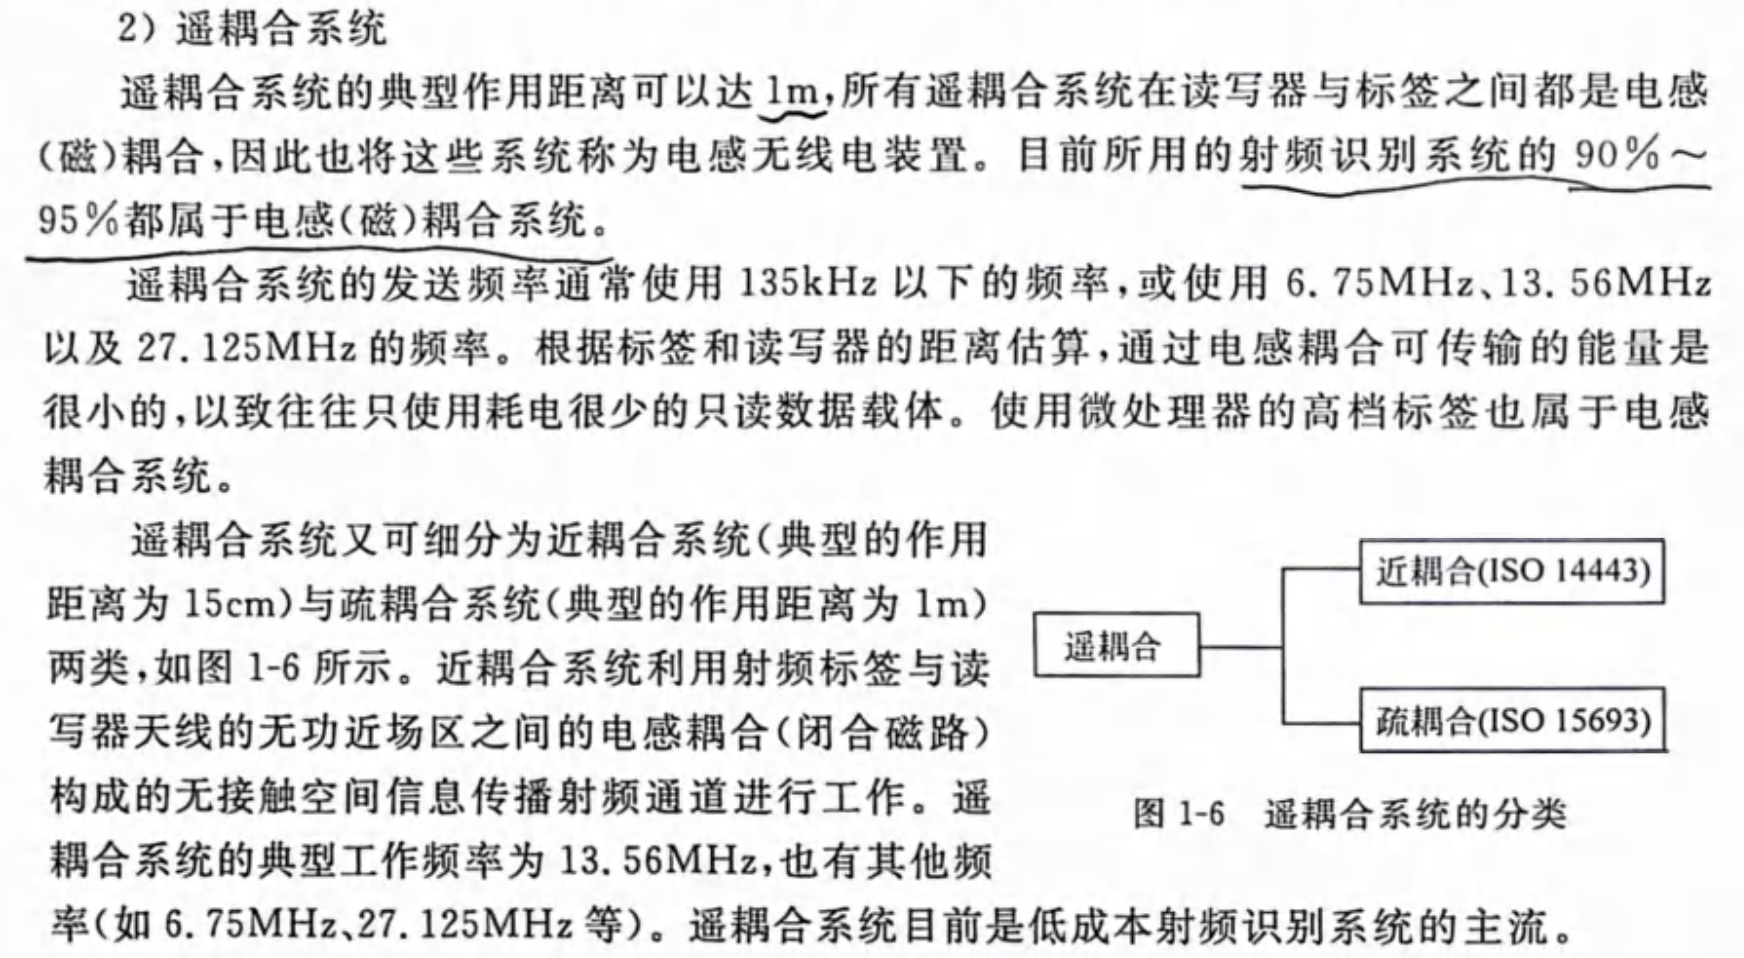 2）遥耦合系统
遥耦合系统的典型作用距离可以达 1m,所有遥耦合系统在读写器与标签之间都是电感
(磁)耦合,因此也将这些系统称为电感无线电装置。目前所用的射频识别系统的 90%～
95%都属于电感(磁)耦合系统。
遥耦合系统的发送频率通常使用 135kHz 以下的频率,或使用 6.75MHz、13.56MHz
以及 27.125MHz 的频率。根据标签和读写器的距离估算,通过电感耦合可传输的能量是
很小的,以致往往只使用耗电很少的只读数据载体。使用微处理器的高档标签也属于电感
耦合系统。
遥耦合系统又可细分为近耦合系统(典型的作用
距离为 15cm)与疏耦合系统(典型的作用距离为 1m)
两类,如图 1-6 所示。近耦合系统利用射频标签与读
写器天线的无功近场区之间的电感耦合(闭合磁路)
构成的无接触空间信息传播射频通道进行工作。遥
耦合系统的典型工作频率为 13.56MHz,也有其他频
率(如 6.75MHz、27.125MHz 等)。遥耦合系统目前是低成本射频识别系统的主流。
近耦合(ISO 14443)
遥耦合
疏耦合(ISO 15693)
图 1-6 遥耦合系统的分类